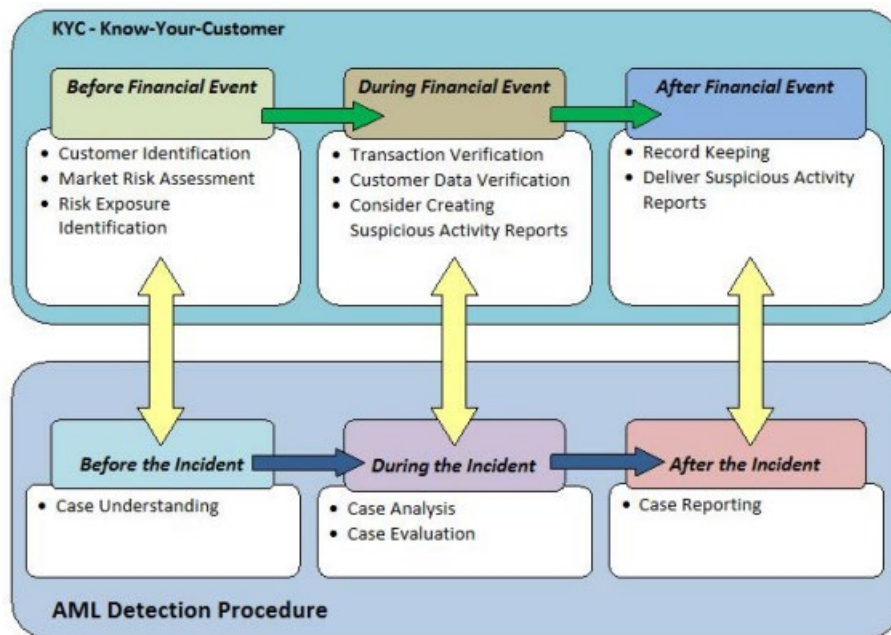 KYC - Know-Your-Customer
Before Financial Event
During Financial Event
After Financial Event
• Customer Identification
• Market Risk Assessment
• Risk Exposure
Identification
• Transaction Verification
• Customer Data Verification
• Consider Creating
Suspicious Activity Reports
• Record Keeping
• Deliver Suspicious Activity
Reports
Before the Incident
During the Incident
After the Incident
• Case Understanding
• Case Analysis
• Case Evaluation
• Case Reporting
AML Detection Procedure